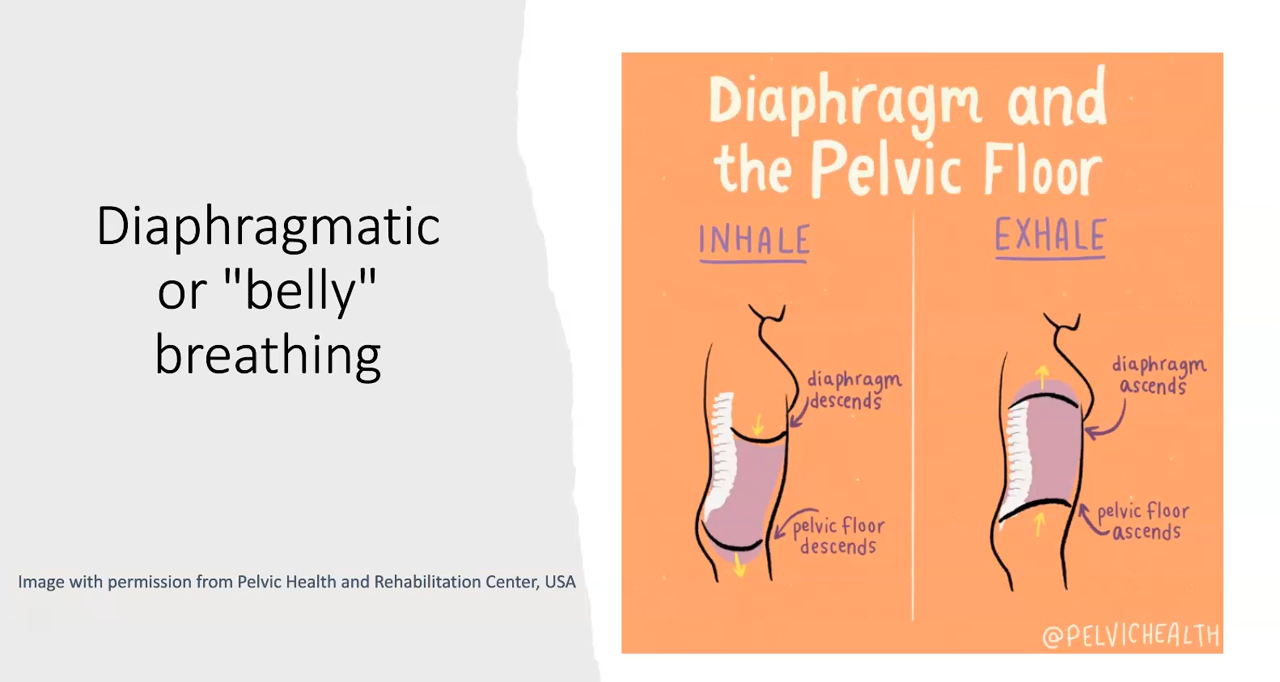 Diaphragmatic
or "belly"
breathing
Image with permission from Pelvic Health and Rehabilitation Center, USA
Diaphragm and
the Pelvic Floor
INHALE
EXHALE
diaphragm
descends
pelvic floor
descends
diaphragm
ascends
pelvic floor
ascends
@PELVICHEALTH